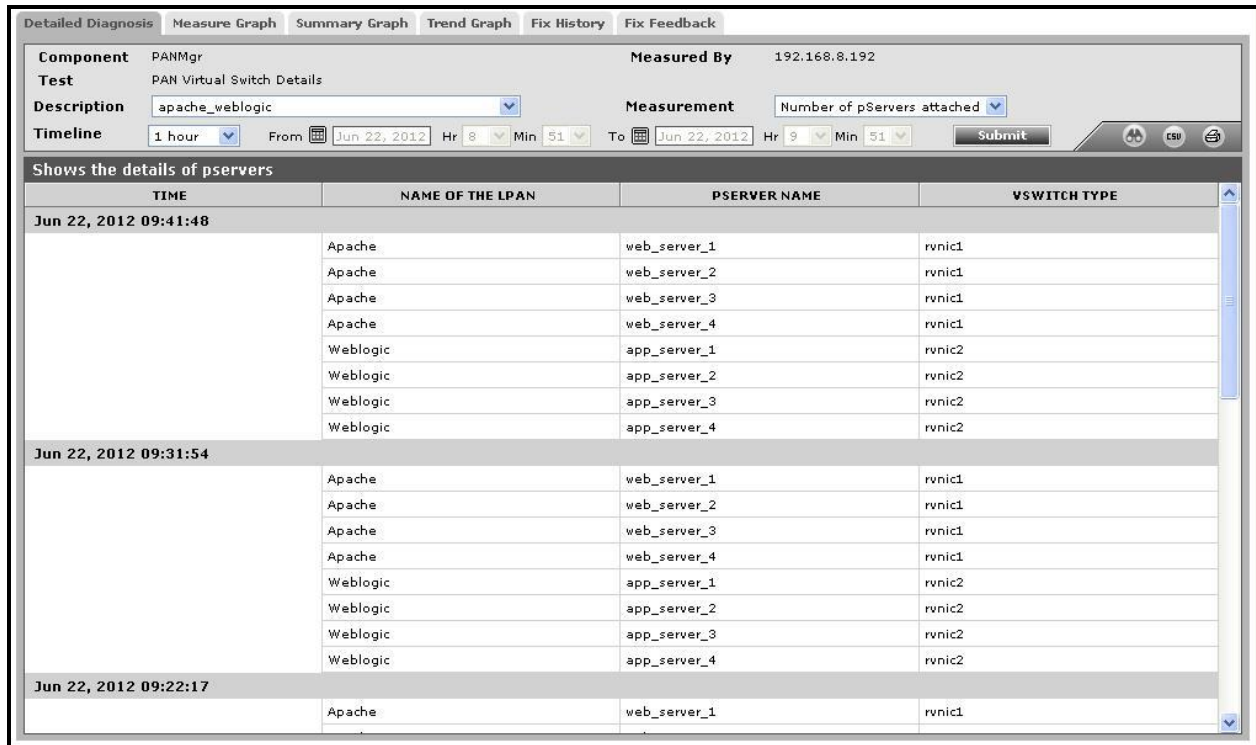 Detailed Diagnosis Measure Graph Summary Graph Trend Graph Fix History Fix Feedback
Component PANMgr Measured By 192.168.8.192
Test PAN Virtual Switch Details
Description apache_weblogic Measurement Number of pServers attached
Timeline 1 hour From Jun 22, 2012 Hr 8 Min 51 To Jun 22, 2012 Hr 9 Min 51 Submit CSV
Shows the details of pservers
TIME NAME OF THE LPAN PSERVER NAME VSWITCH TYPE
Jun 22, 2012 09:41:48
Apache web_server_1 rvnic1
Apache web_server_2 rvnic1
Apache web_server_3 rvnic1
Apache web_server_4 rvnic1
Weblogic app_server_1 rvnic2
Weblogic app_server_2 rvnic2
Weblogic app_server_3 rvnic2
Weblogic app_server_4 rvnic2
Jun 22, 2012 09:31:54
Apache web_server_1 rvnic1
Apache web_server_2 rvnic1
Apache web_server_3 rvnic1
Apache web_server_4 rvnic1
Weblogic app_server_1 rvnic2
Weblogic app_server_2 rvnic2
Weblogic app_server_3 rvnic2
Weblogic app_server_4 rvnic2
Jun 22, 2012 09:22:17
Apache web_server_1 rvnic1